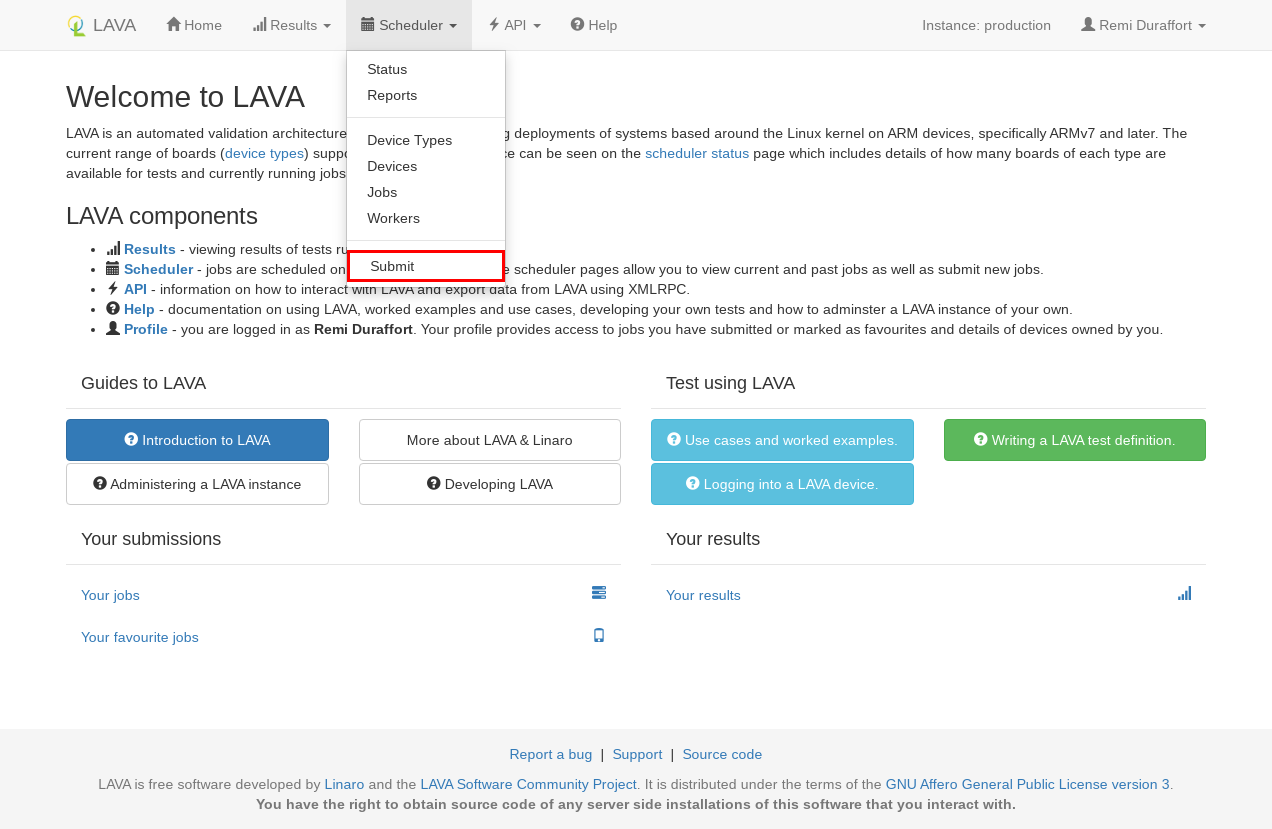 LAVA Home Results Scheduler API Help Instance: production Remi Duraffort
Status
Reports
Device Types
Devices
Jobs
Workers
Submit
Welcome to LAVA
LAVA is an automated validation architecture deployments of systems based around the Linux kernel on ARM devices, specifically ARMv7 and later. The
current range of boards (device types) can be seen on the scheduler status page which includes details of how many boards of each type are
available for tests and currently running jobs
LAVA components
Results - viewing results of tests
Scheduler - jobs are scheduled on scheduler pages allow you to view current and past jobs as well as submit new jobs.
API - information on how to interact with LAVA and export data from LAVA using XMLRPC.
Help - documentation on using LAVA, worked examples and use cases, developing your own tests and how to adminster a LAVA instance of your own.
Profile - you are logged in as Remi Duraffort. Your profile provides access to jobs you have submitted or marked as favourites and details of devices owned by you.
Guides to LAVA
Introduction to LAVA
More about LAVA & Linaro
Administering a LAVA instance
Developing LAVA
Test using LAVA
Use cases and worked examples.
Writing a LAVA test definition.
Logging into a LAVA device.
Your submissions
Your jobs
Your favourite jobs
Your results
Your results
Report a bug | Support | Source code
LAVA is free software developed by Linaro and the LAVA Software Community Project. It is distributed under the terms of the GNU Affero General Public License version 3.
You have the right to obtain source code of any server side installations of this software that you interact with.